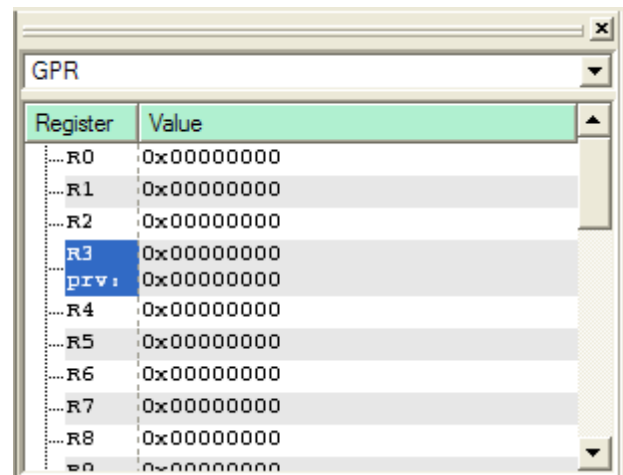 GPR
Register Value
R0 0x00000000
R1 0x00000000
R2 0x00000000
R3 0x00000000
prv: 0x00000000
R4 0x00000000
R5 0x00000000
R6 0x00000000
R7 0x00000000
R8 0x00000000